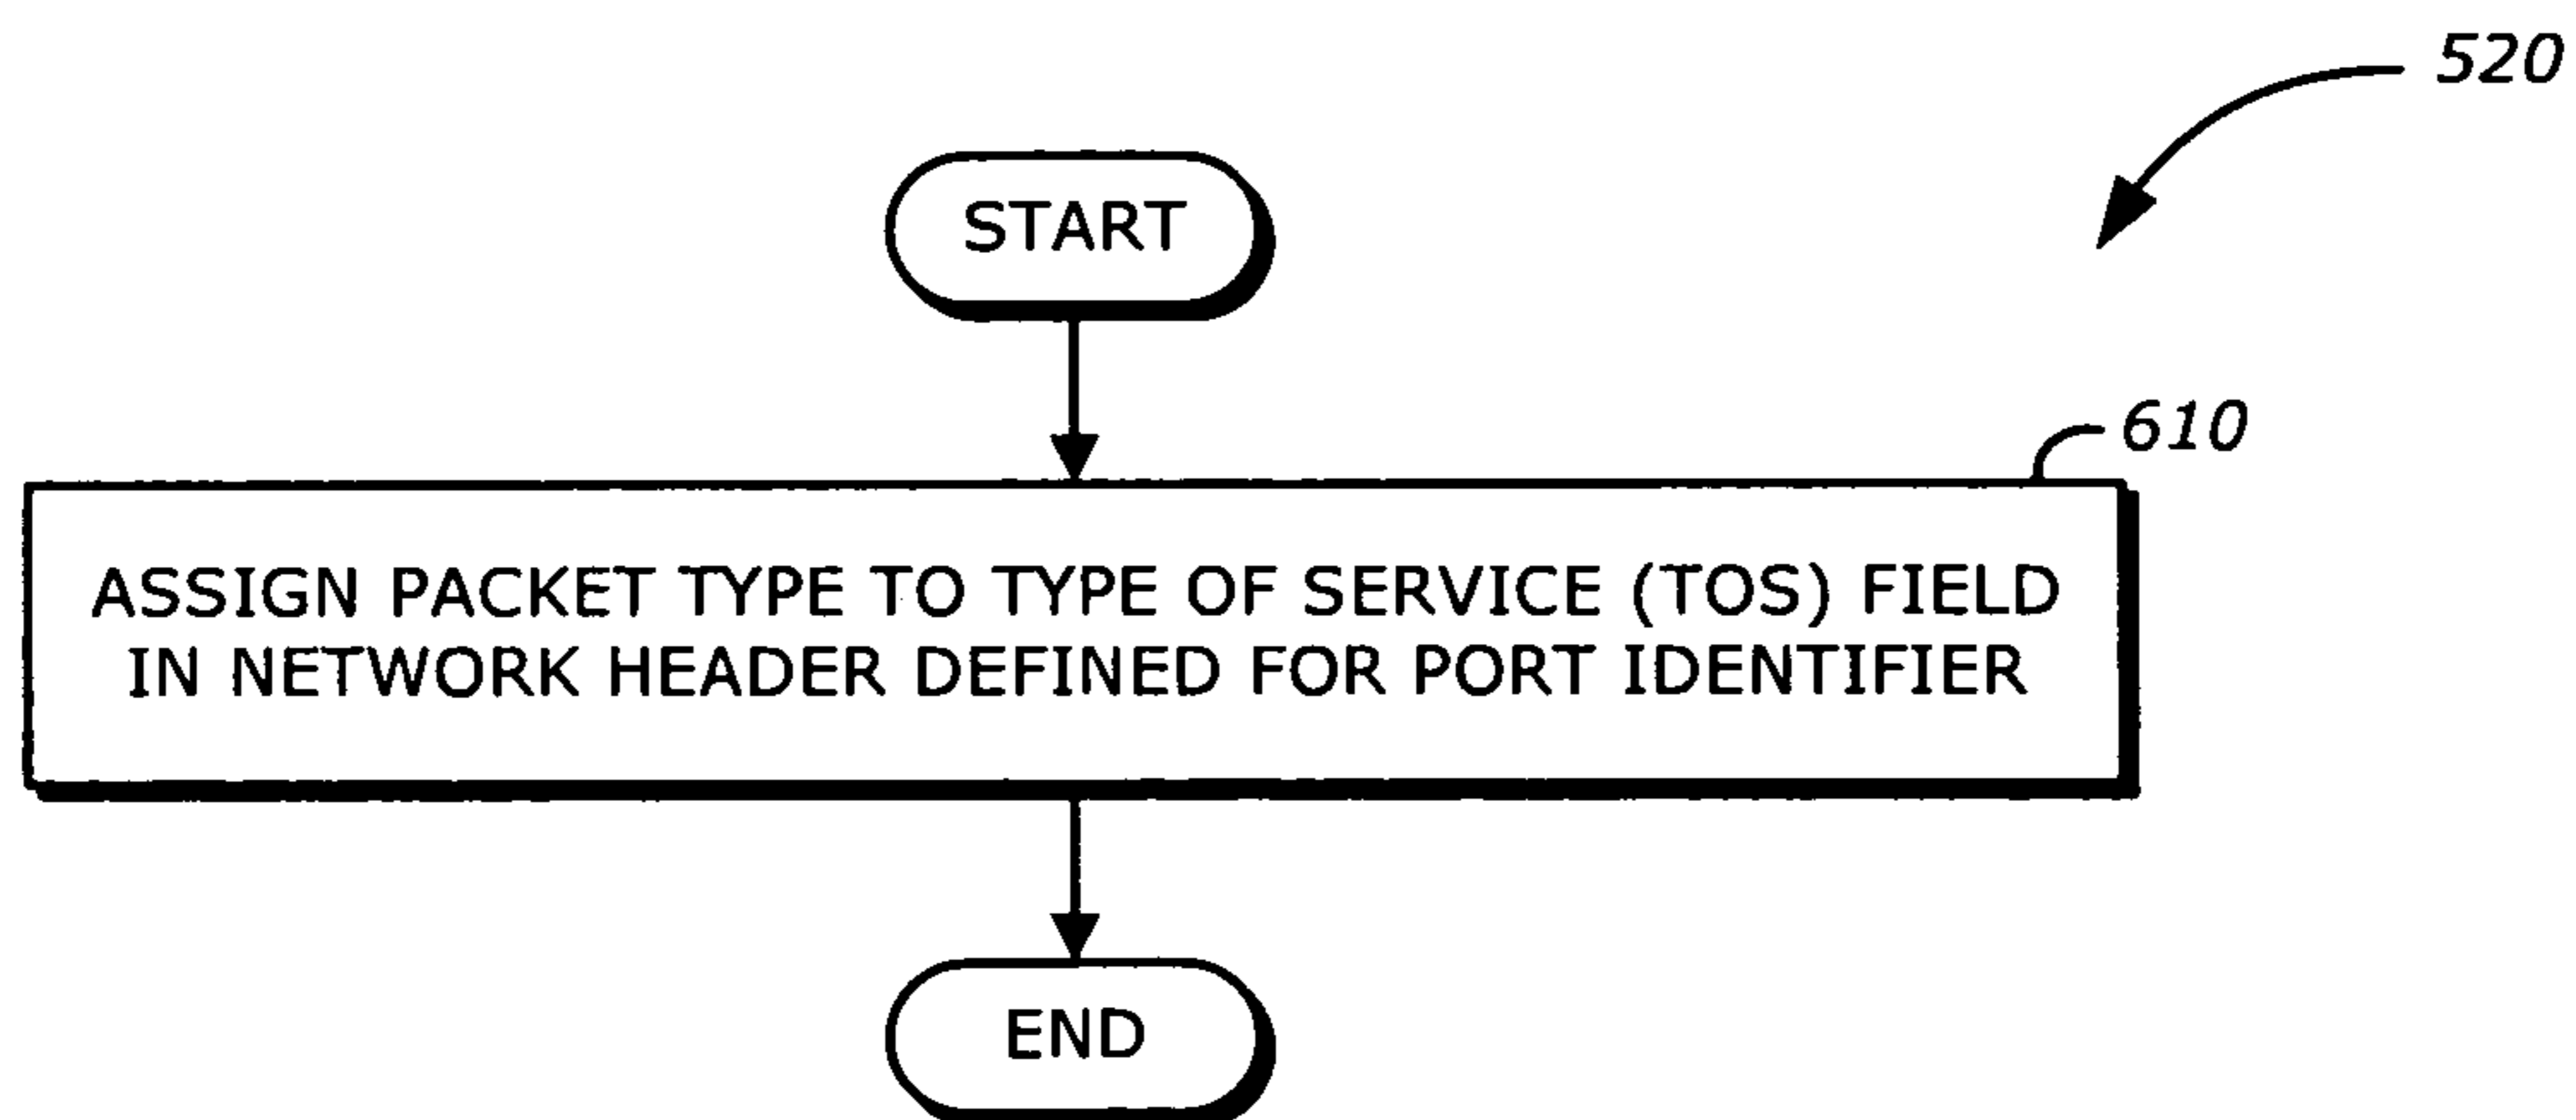 520
START
610
ASSIGN PACKET TYPE TO TYPE OF SERVICE (TOS) FIELD
IN NETWORK HEADER DEFINED FOR PORT IDENTIFIER
END